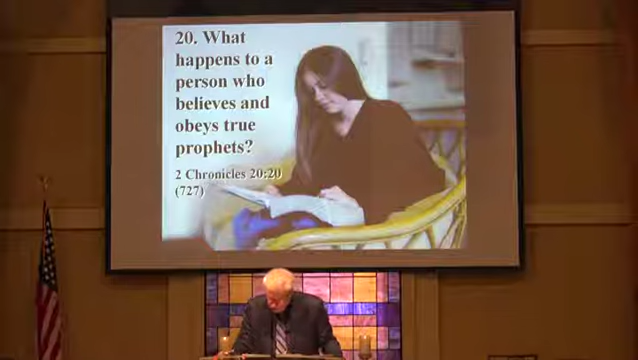 20. What
happens to a
person who
believes and
obeys true
prophets?
2 Chronicles 20:20
(727)